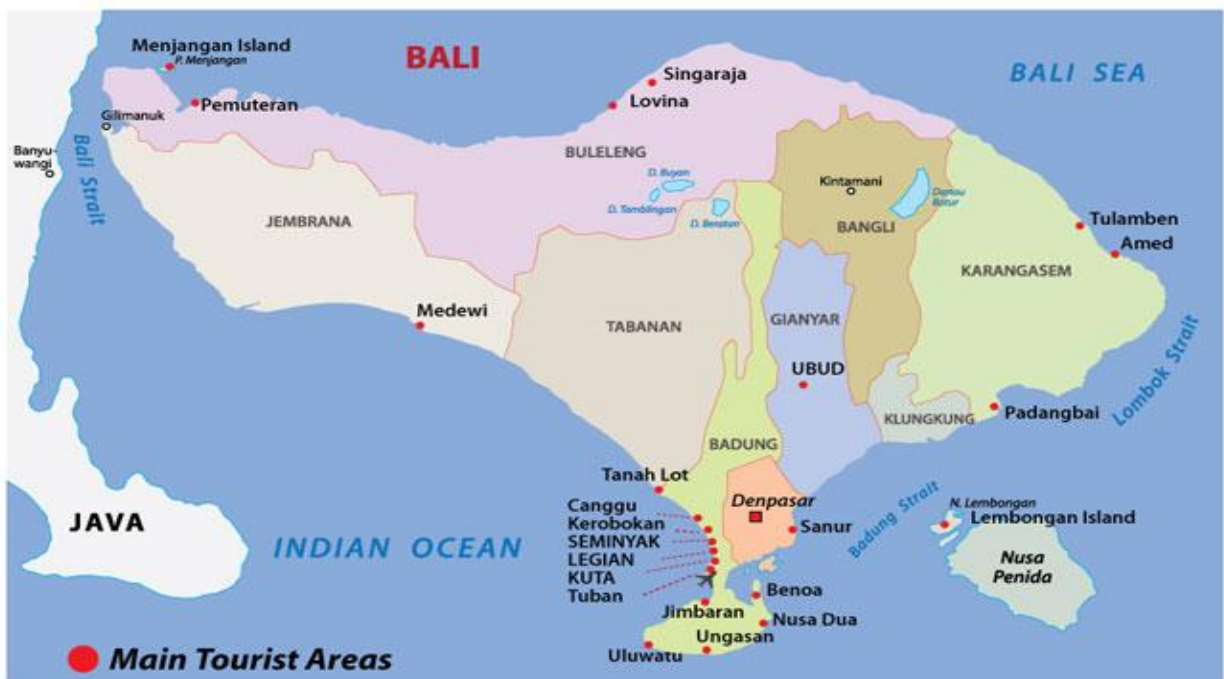 Menjangan Island
P. Menjangan
BALI
BALI SEA
Singaraja
Lovina
Pemuteran
Gilimanuk
Banyu-
wangi
Bali Strait
BULELENG
D. Buyan
D. Tamblingan
D. Beratan
Kintamani
Danau
Batur
BANGLI
JEMBRANA
Tulamben
Amed
KARANGASEM
Medewi
TABANAN
GIANYAR
UBUD
Lombok Strait
Padangbai
KLUNGKUNG
BADUNG
Tanah Lot
Denpasar
Canggu
Kerobokan
SEMINYAK
LEGIAN
KUTA
Tuban
Sanur
Badung Strait
N. Lembongan
Lembongan Island
Nusa
Penida
JAVA
INDIAN OCEAN
Benoa
Jimbaran
Nusa Dua
Ungasan
Uluwatu
Main Tourist Areas